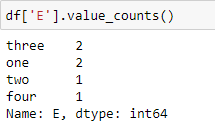 df['E'].value_counts()
three    2
one      2
two      1
four     1
Name: E, dtype: int64